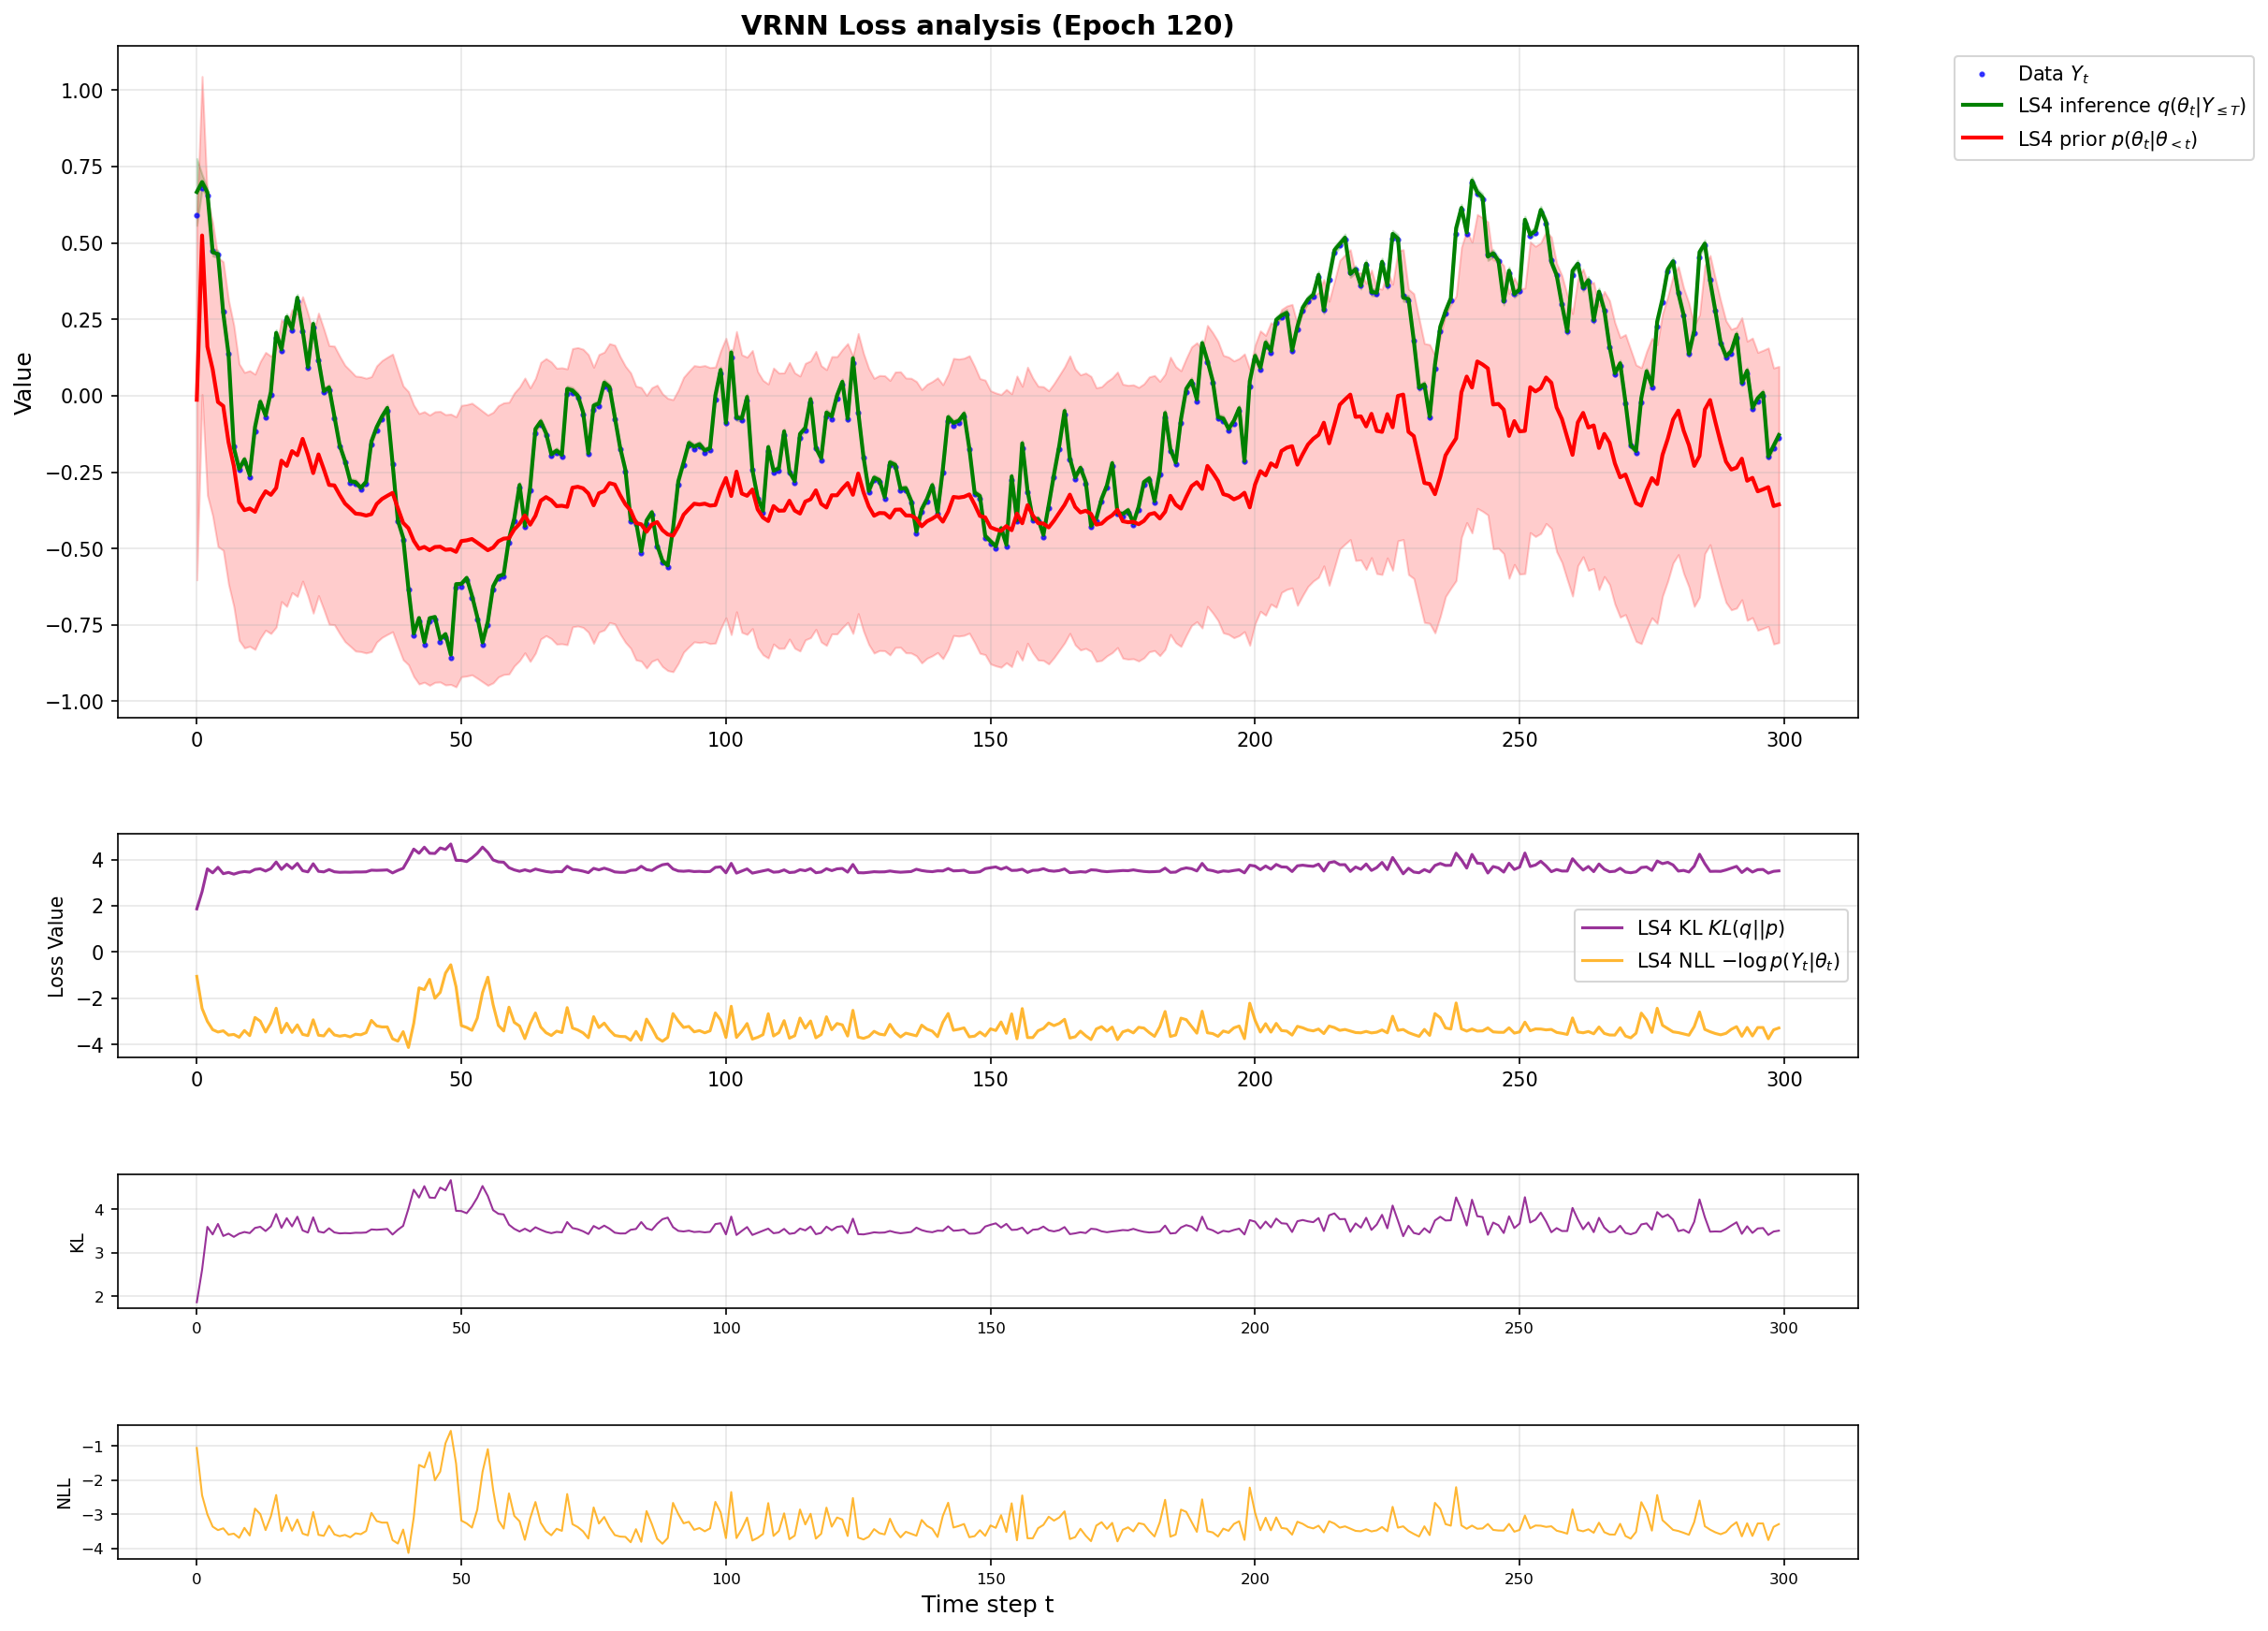 VRNN Loss analysis (Epoch 120)
Value
1.00
0.75
0.50
0.25
0.00
−0.25
−0.50
−0.75
−1.00
0 50 100 150 200 250 300
Data Y_t
LS4 inference q(θ_t|Y_{≤T})
LS4 prior p(θ_t|θ_{<t})
Loss Value
4
2
0
−2
−4
0 50 100 150 200 250 300
LS4 KL KL(q||p)
LS4 NLL −log p(Y_t|θ_t)
KL
4
3
2
0 50 100 150 200 250 300
NLL
−1
−2
−3
−4
0 50 100 150 200 250 300
Time step t